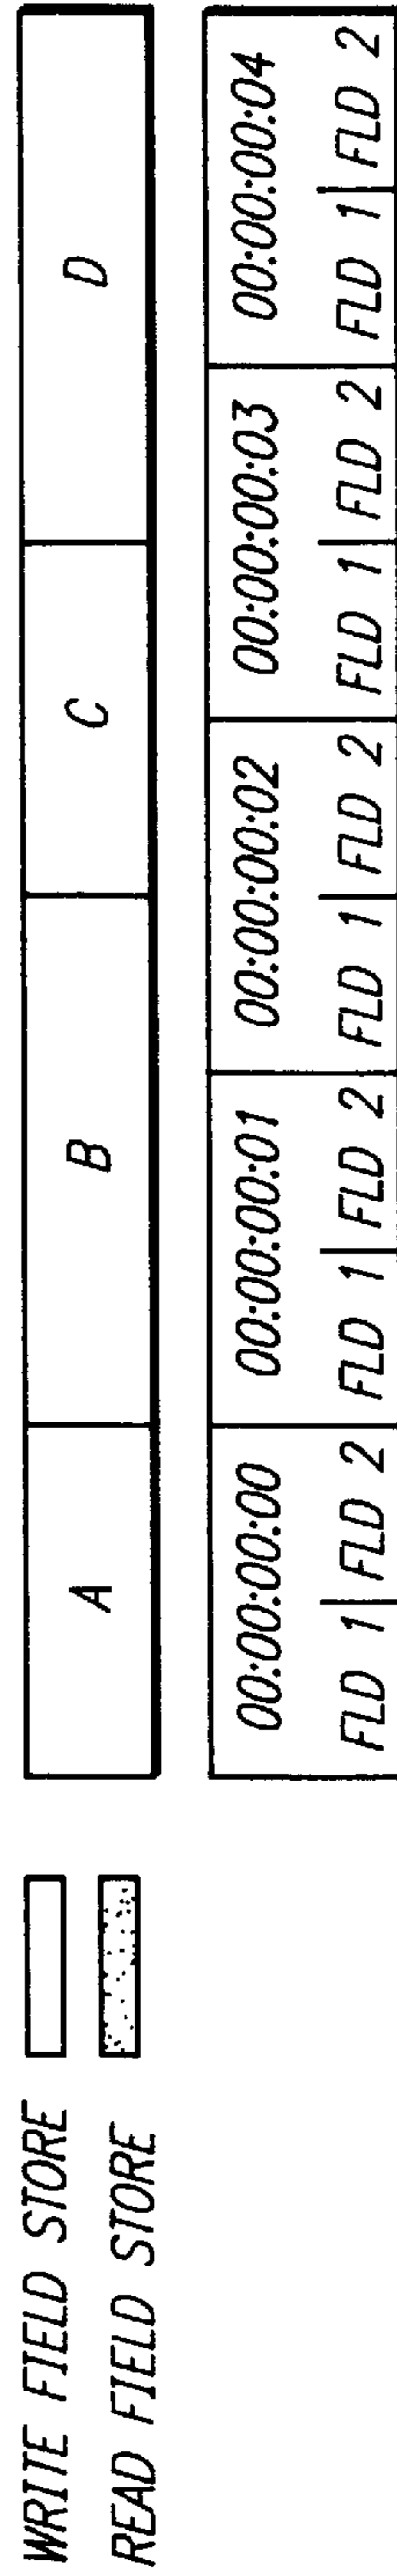 WRITE FIELD STORE
READ FIELD STORE
A B C D
00:00:00:00 00:00:00:01 00:00:00:02 00:00:00:03 00:00:00:04
FLD 1 FLD 2 FLD 1 FLD 2 FLD 1 FLD 2 FLD 1 FLD 2 FLD 1 FLD 2